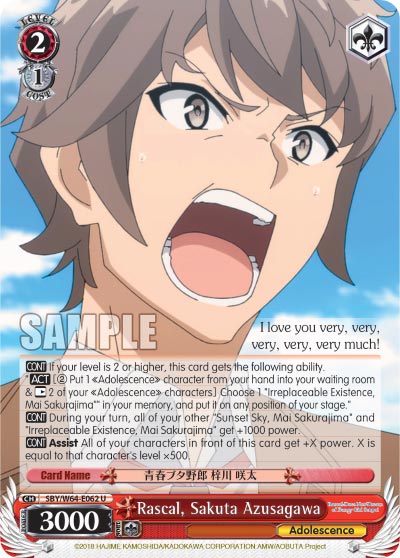 LEVEL
2
1
COST
SAMPLE
I love you very, very,
very, very, very much!
CONT If your level is 2 or higher, this card gets the following ability.
"ACT [② Put 1 «Adolescence» character from your hand into your waiting room
& 2 of your «Adolescence» characters] Choose 1 "Irreplaceable Existence,
Mai Sakurajima"" in your memory, and put it on any position of your stage."
CONT During your turn, all of your other "Sunset Sky, Mai Sakurajima" and
"Irreplaceable Existence, Mai Sakurajima" get +1000 power.
CONT Assist All of your characters in front of this card get +X power. X is
equal to that character's level ×500.
Card Name 青春ブタ野郎 梓川 咲太
CH SBY/W64-E062 U
Rascal, Sakuta Azusagawa
POWER 3000
Adolescence
©2018 HAJIME KAMOSHIDA/KADOKAWA CORPORATION AMW/AOBUTA Project